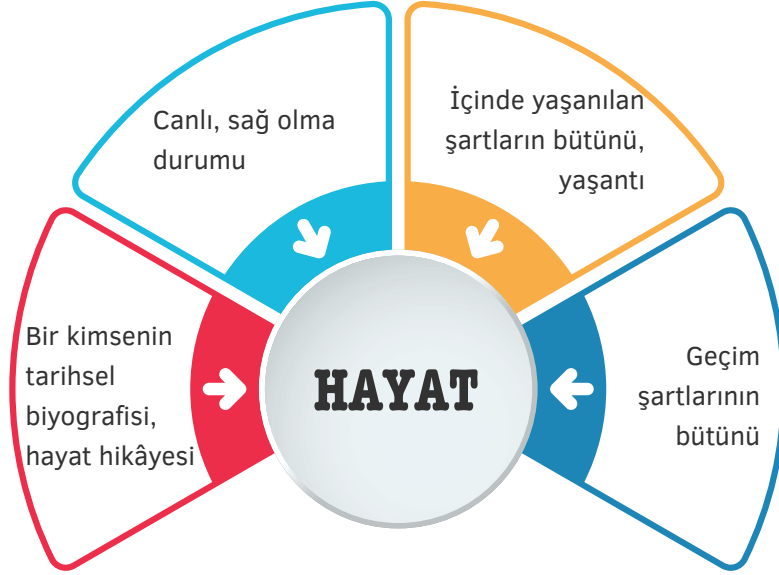 Canlı, sağ olma
durumu
İçinde yaşanılan
şartların bütünü,
yaşantı
Bir kimsenin
tarihsel
biyografisi,
hayat hikâyesi
HAYAT
Geçim
şartlarının
bütünü